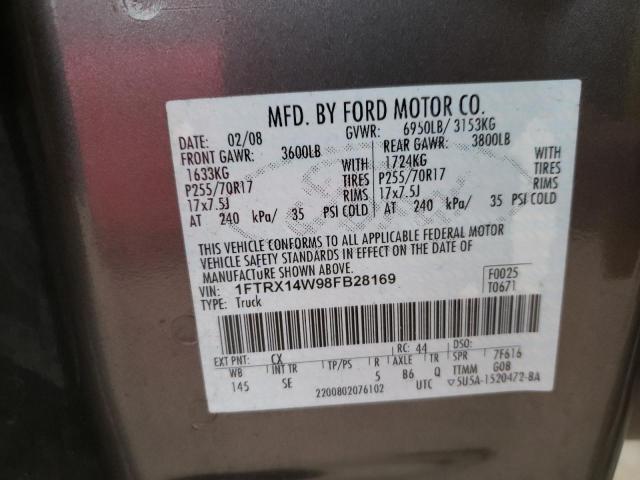 MFD. BY FORD MOTOR CO.
DATE: 02/08 GVWR: 6950LB/ 3153KG
FRONT GAWR: 3600LB REAR GAWR: 3800LB
1633KG WITH 1724KG WITH
P255/70R17 TIRES P255/70R17 TIRES
17x7.5J RIMS 17x7.5J RIMS
AT 240 kPa/ 35 PSI COLD AT 240 kPa/ 35 PSI COLD
THIS VEHICLE CONFORMS TO ALL APPLICABLE FEDERAL MOTOR
VEHICLE SAFETY STANDARDS IN EFFECT ON THE DATE OF
MANUFACTURE SHOWN ABOVE.
VIN: 1FTRX14W98FB28169 F0025
TYPE: Truck T0671
EXT PNT: CX RC: 44 DSO:
WB INT TR TP/PS R AXLE TR SPR 7F616
145 SE 5 B6 Q TTMM G08
2200802076102 UTC ▽5U5A-1520472-BA